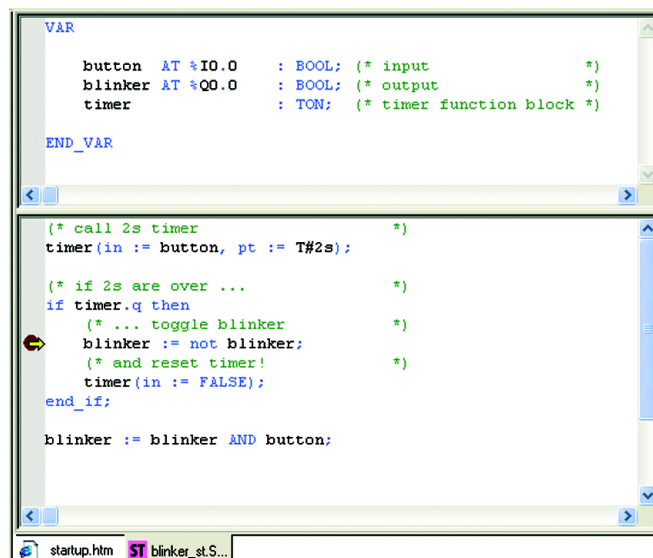 VAR
button AT %I0.0 : BOOL; (* input *)
blinker AT %Q0.0 : BOOL; (* output *)
timer : TON; (* timer function block *)
END_VAR
(* call 2s timer *)
timer(in := button, pt := T#2s);
(* if 2s are over ... *)
if timer.q then
(* ... toggle blinker *)
blinker := not blinker;
(* and reset timer! *)
timer(in := FALSE);
end_if;
blinker := blinker AND button;
startup.htm ST blinker_st.S...